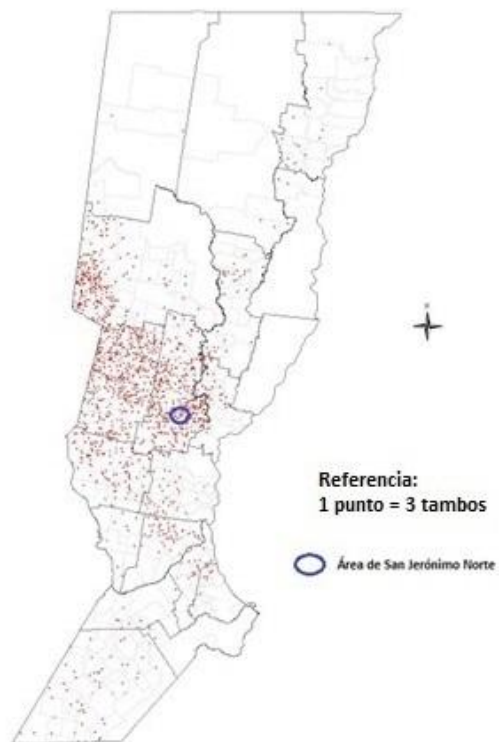 Referencia:
1 punto = 3 tambos
Área de San Jerónimo Norte